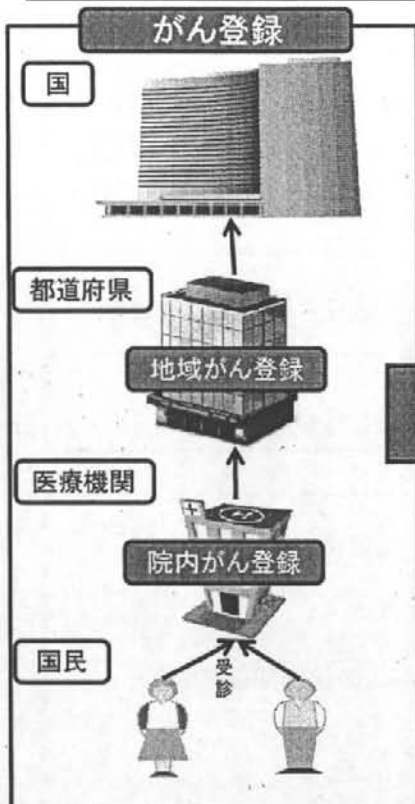 がん登録
国
都道府県
地域がん登録
医療機関
院内がん登録
国民
受診